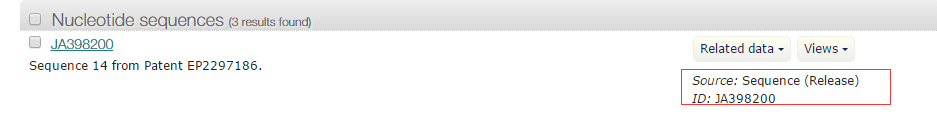 Nucleotide sequences (3 results found)
JA398200
Related data Views
Sequence 14 from Patent EP2297186.
Source: Sequence (Release)
ID: JA398200